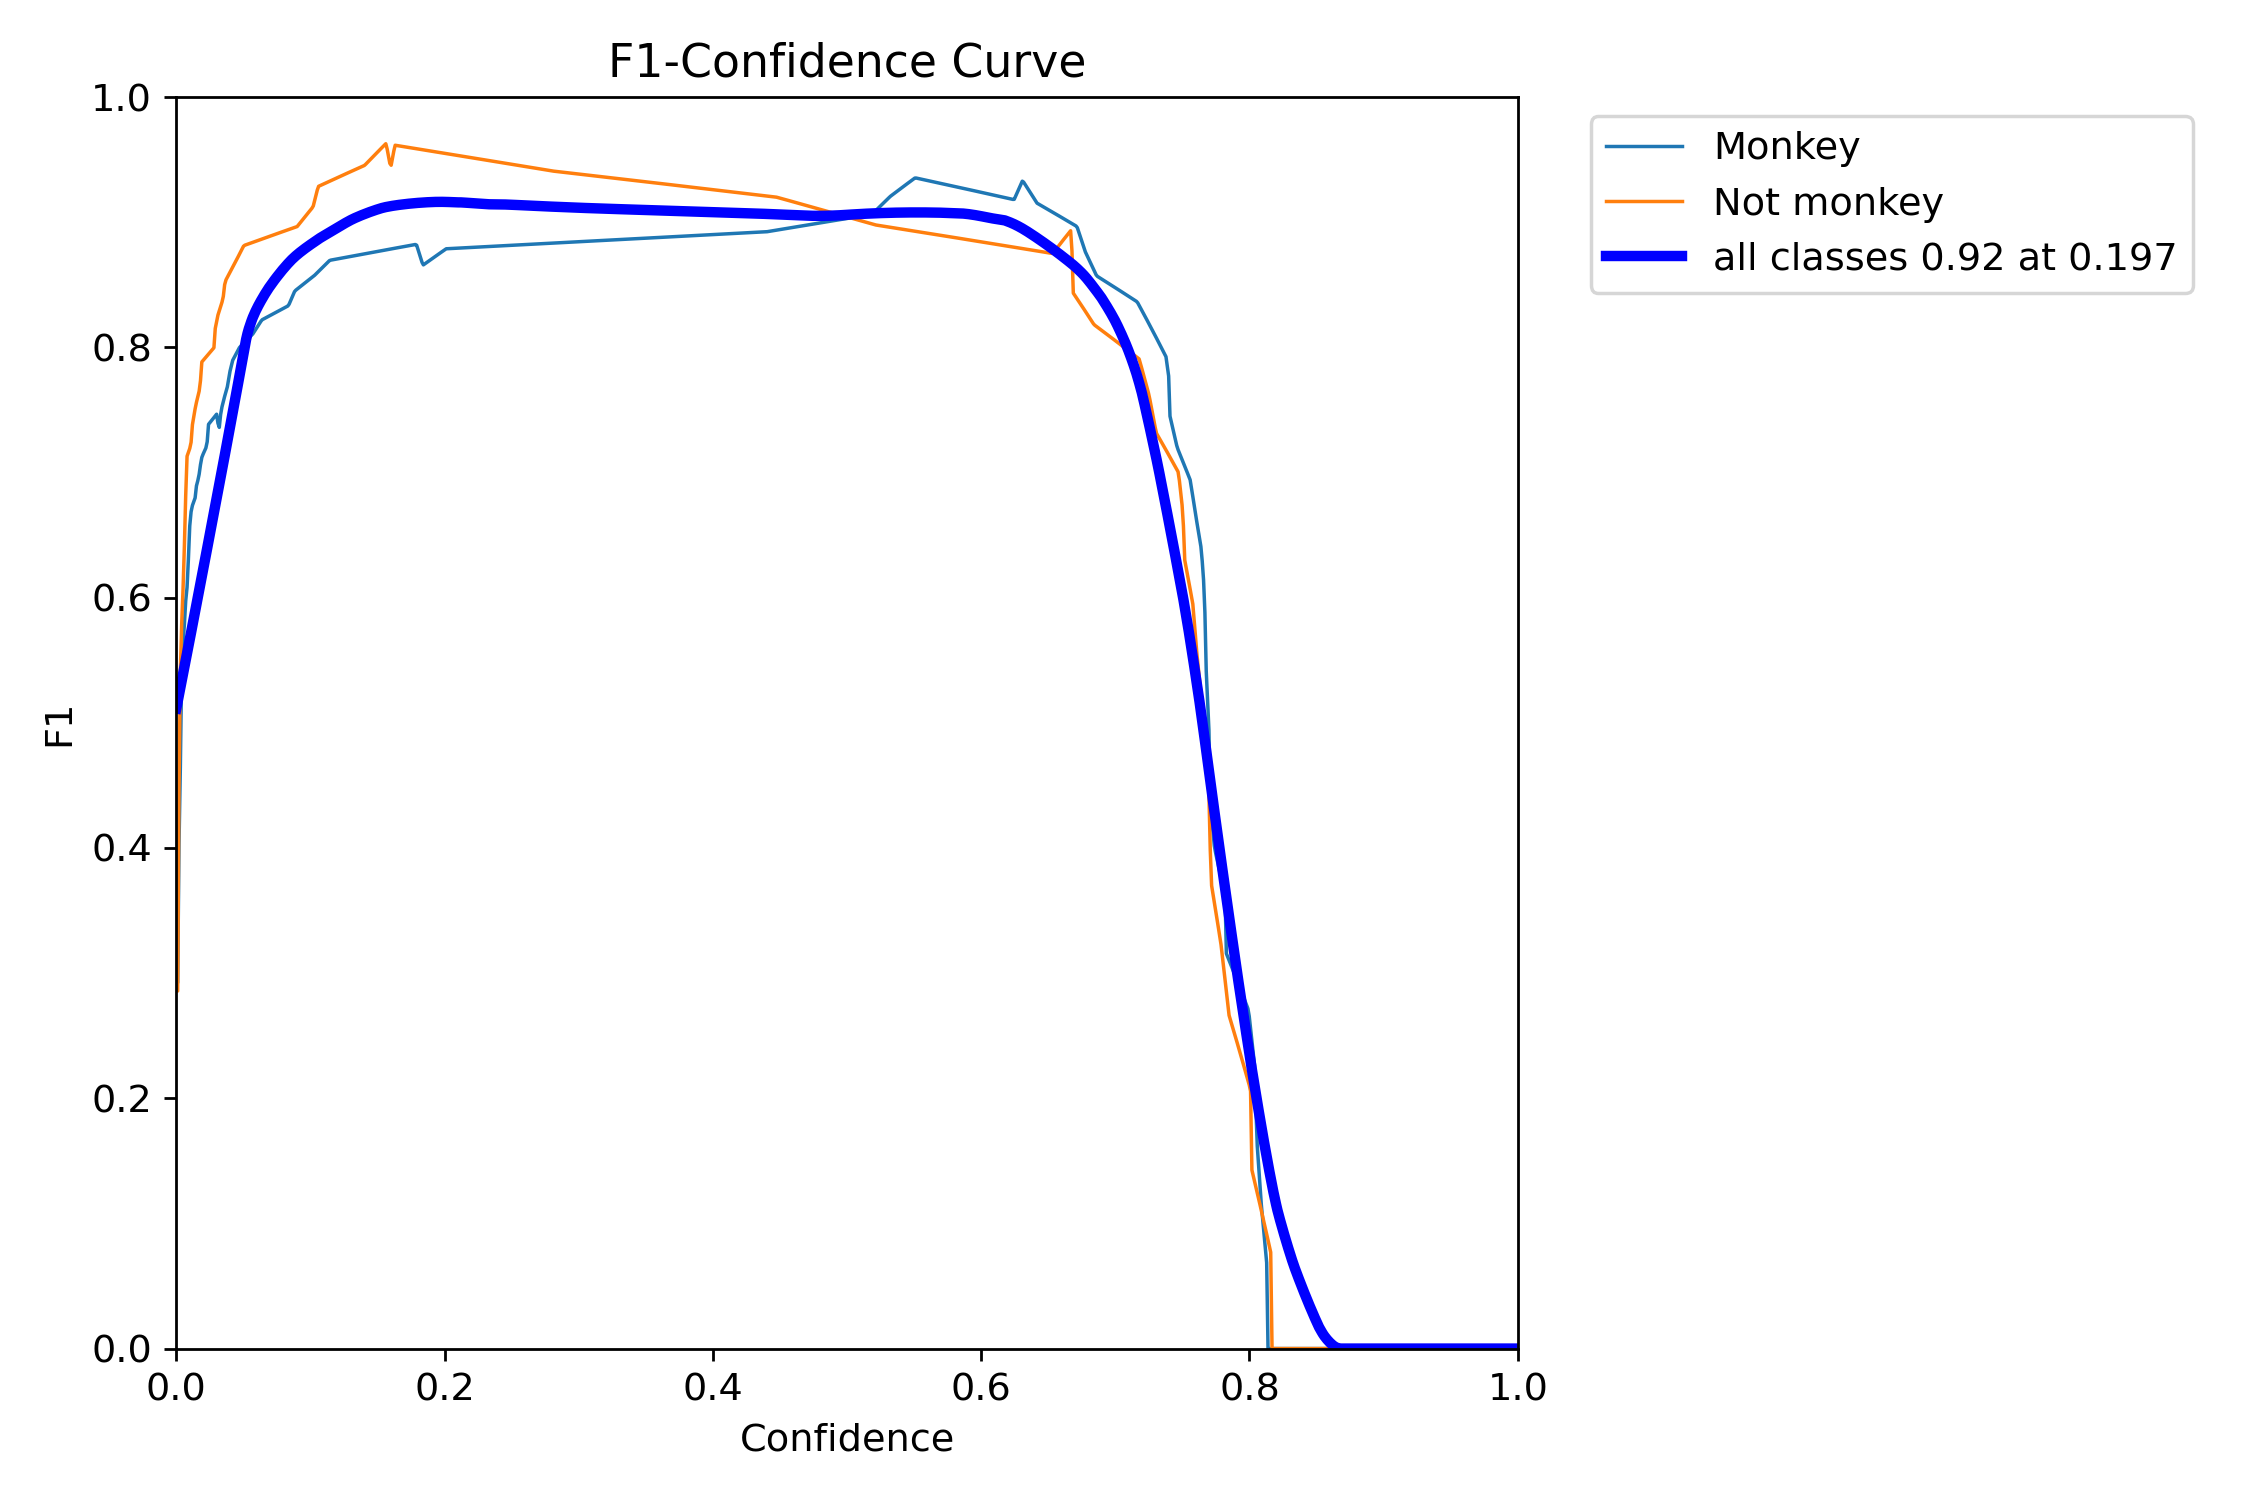 F1-Confidence Curve
1.0
0.8
0.6
0.4
0.2
0.0
F1
0.0 0.2 0.4 0.6 0.8 1.0
Confidence
Monkey
Not monkey
all classes 0.92 at 0.197